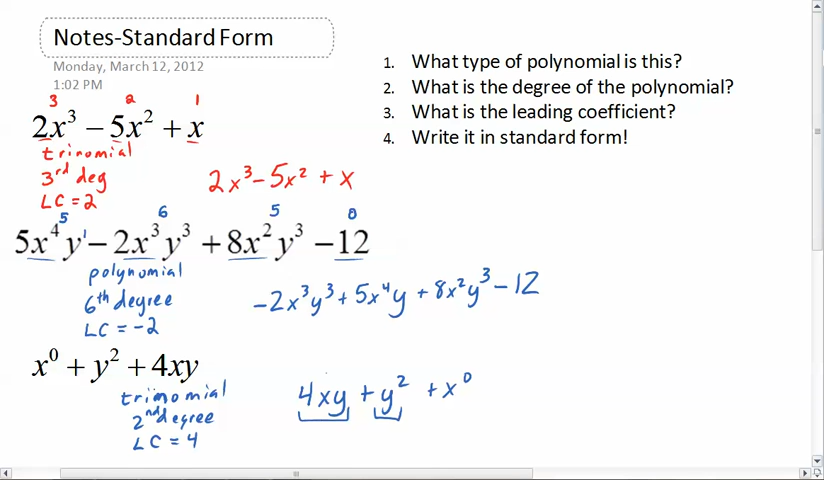 Notes-Standard Form
Monday, March 12, 2012
1:02 PM
1. What type of polynomial is this?
2. What is the degree of the polynomial?
3. What is the leading coefficient?
4. Write it in standard form!
3 2 1
2x³ − 5x² + x
trinomial
3rd deg
LC = 2
2x³ − 5x² + x
5 6 5 0
5x⁴y¹ − 2x³y³ + 8x²y³ − 12
polynomial
6th degree
LC = −2
−2x³y³ + 5x⁴y + 8x²y³ − 12
x⁰ + y² + 4xy
trinomial
2nd degree
LC = 4
4xy + y² + x⁰